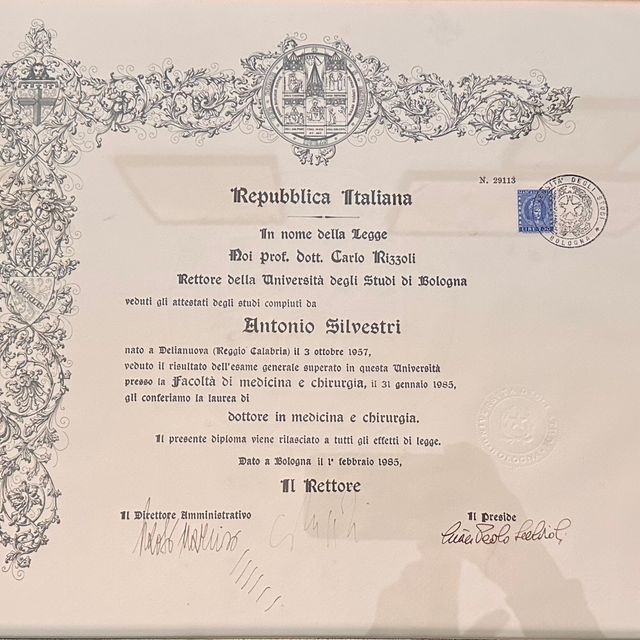 N. 29113
LIRE 700
Repubblica Italiana
In nome della Legge
Noi prof. dott. Carlo Rizzoli
Rettore della Università degli Studi di Bologna
veduti gli attestati degli studi compiuti da
Antonio Silvestri
nato a Delianuova (Reggio Calabria) il 3 ottobre 1957,
veduto il risultato dell'esame generale superato in questa Università
presso la Facoltà di medicina e chirurgia, il 31 gennaio 1985,
gli conferiamo la laurea di
dottore in medicina e chirurgia.
Il presente diploma viene rilasciato a tutti gli effetti di legge.
Dato a Bologna il 1° febbraio 1985,
Il Rettore
Il Direttore Amministrativo
Il Preside